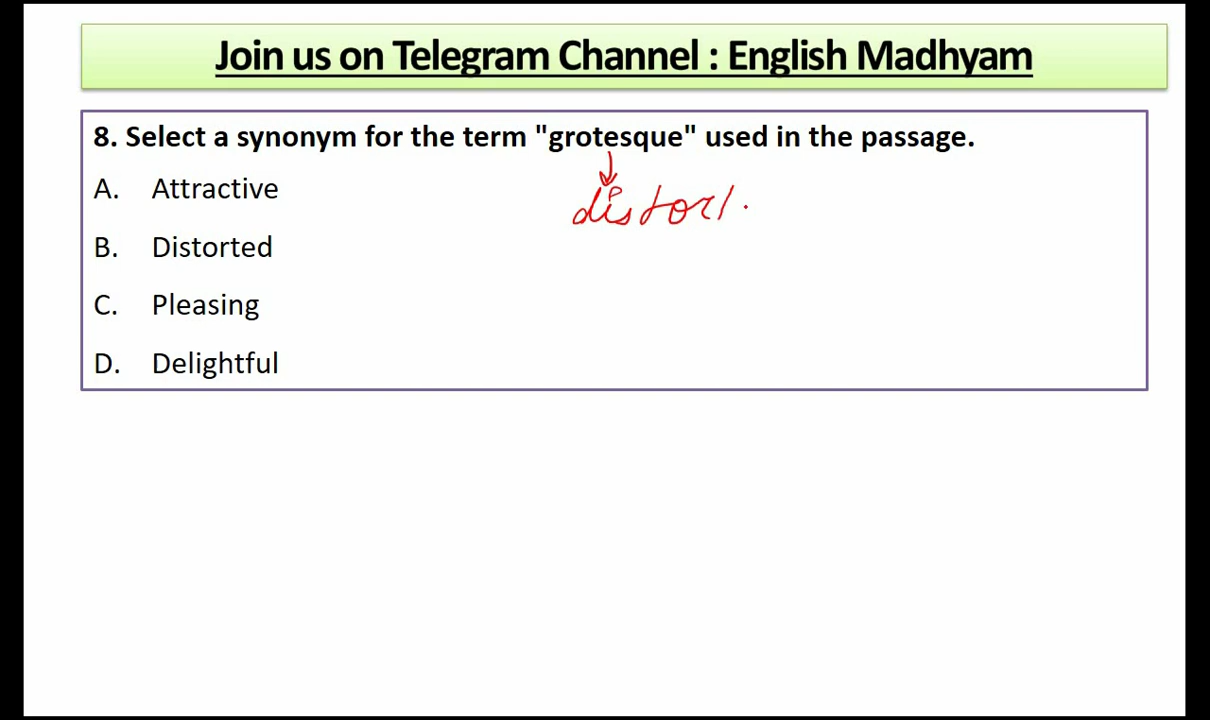 Join us on Telegram Channel : English Madhyam
8. Select a synonym for the term "grotesque" used in the passage.
distort
A. Attractive
B. Distorted
C. Pleasing
D. Delightful